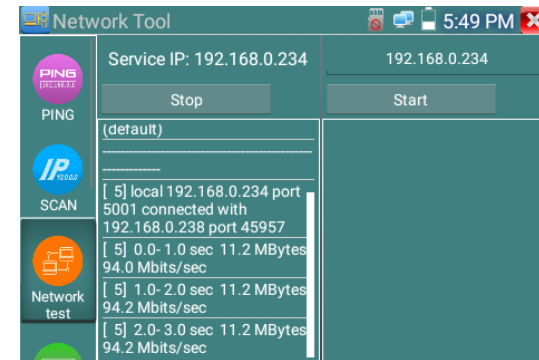 Network Tool
5:49 PM
PING
PING
SCAN
Network
test
Service IP: 192.168.0.234
Stop
(default)
-----------------------------------------------
-------------
[ 5] local 192.168.0.234 port
5001 connected with
192.168.0.238 port 45957
[ 5] 0.0- 1.0 sec 11.2 MBytes
94.0 Mbits/sec
[ 5] 1.0- 2.0 sec 11.2 MBytes
94.2 Mbits/sec
[ 5] 2.0- 3.0 sec 11.2 MBytes
94.2 Mbits/sec
192.168.0.234
Start
IP